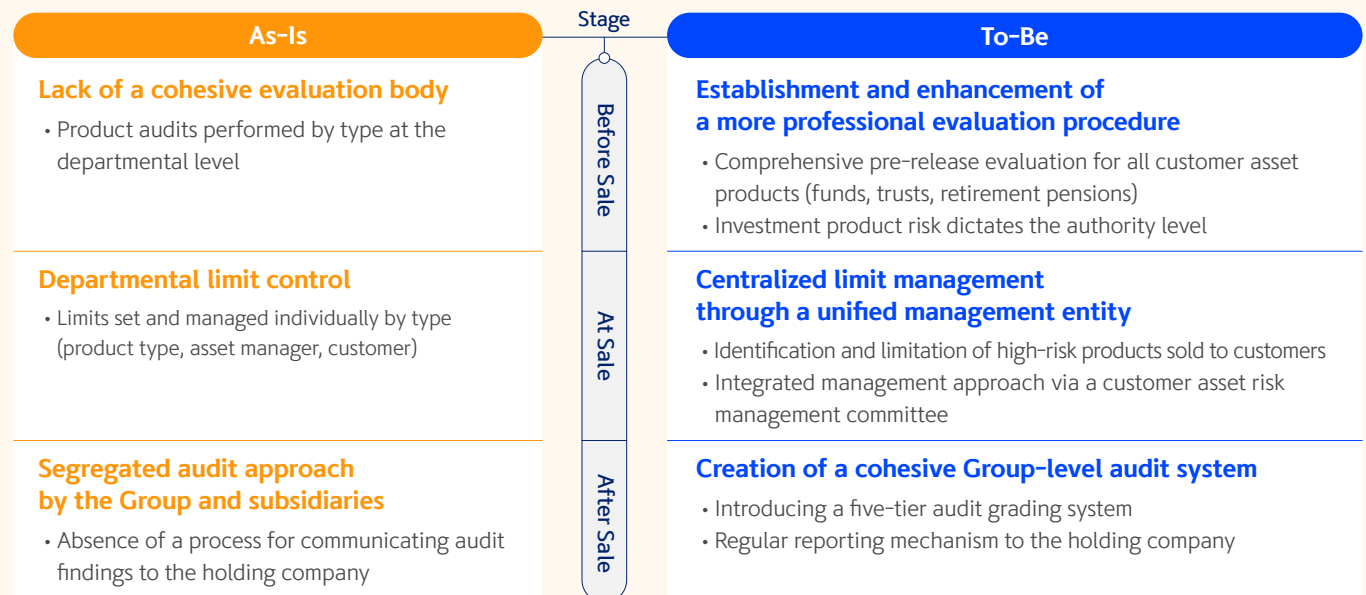 As-Is
Stage
To-Be
Lack of a cohesive evaluation body
• Product audits performed by type at the
departmental level
Before Sale
Establishment and enhancement of
a more professional evaluation procedure
• Comprehensive pre-release evaluation for all customer asset
products (funds, trusts, retirement pensions)
• Investment product risk dictates the authority level
Departmental limit control
• Limits set and managed individually by type
(product type, asset manager, customer)
At Sale
Centralized limit management
through a unified management entity
• Identification and limitation of high-risk products sold to customers
• Integrated management approach via a customer asset risk
management committee
Segregated audit approach
by the Group and subsidiaries
• Absence of a process for communicating audit
findings to the holding company
After Sale
Creation of a cohesive Group-level audit system
• Introducing a five-tier audit grading system
• Regular reporting mechanism to the holding company